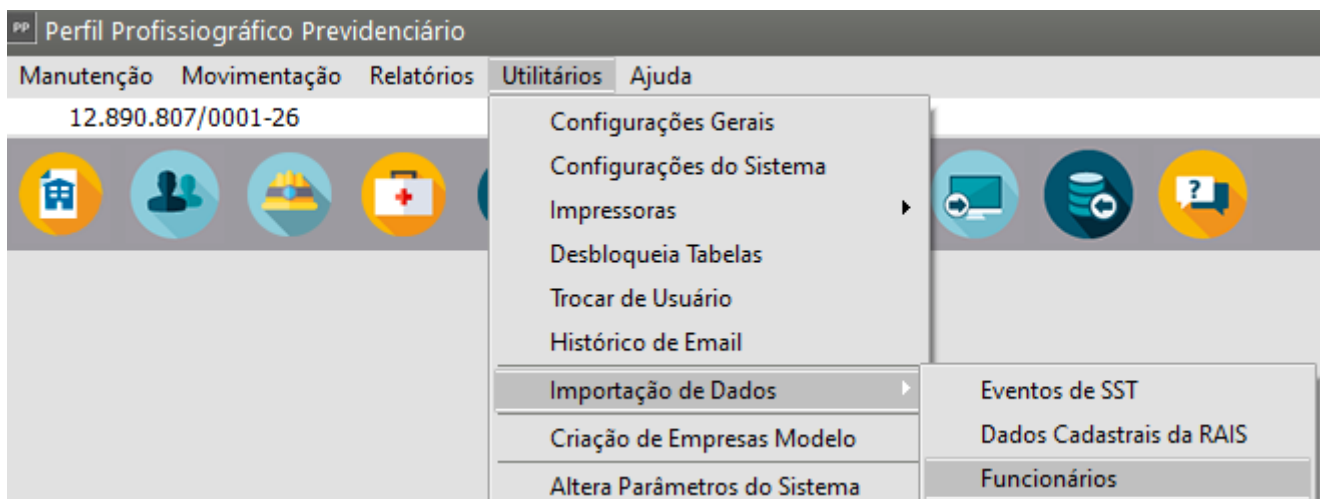 PP Perfil Profissiográfico Previdenciário
Manutenção Movimentação Relatórios Utilitários Ajuda
12.890.807/0001-26
Configurações Gerais
Configurações do Sistema
Impressoras
Desbloqueia Tabelas
Trocar de Usuário
Histórico de Email
Importação de Dados
Eventos de SST
Criação de Empresas Modelo
Dados Cadastrais da RAIS
Altera Parâmetros do Sistema
Funcionários